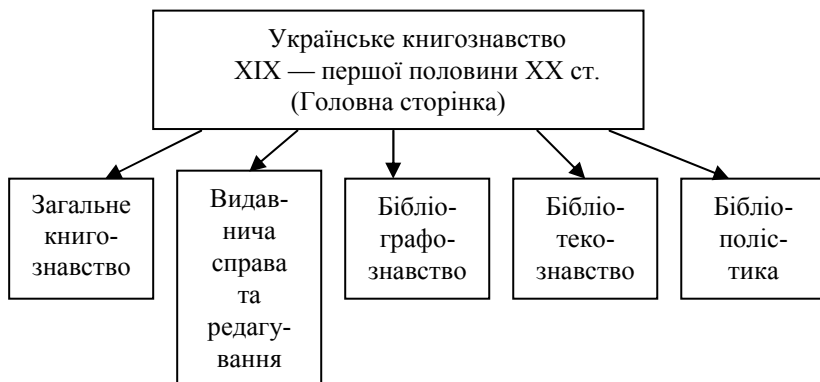 Українське книгознавство
XIX — першої половини XX ст.
(Головна сторінка)
Загальне
книго-
знавство
Видав-
нича
справа
та
редагу-
вання
Бібліо-
графо-
знавство
Бібліо-
теко-
знавство
Бібліо-
поліс-
тика